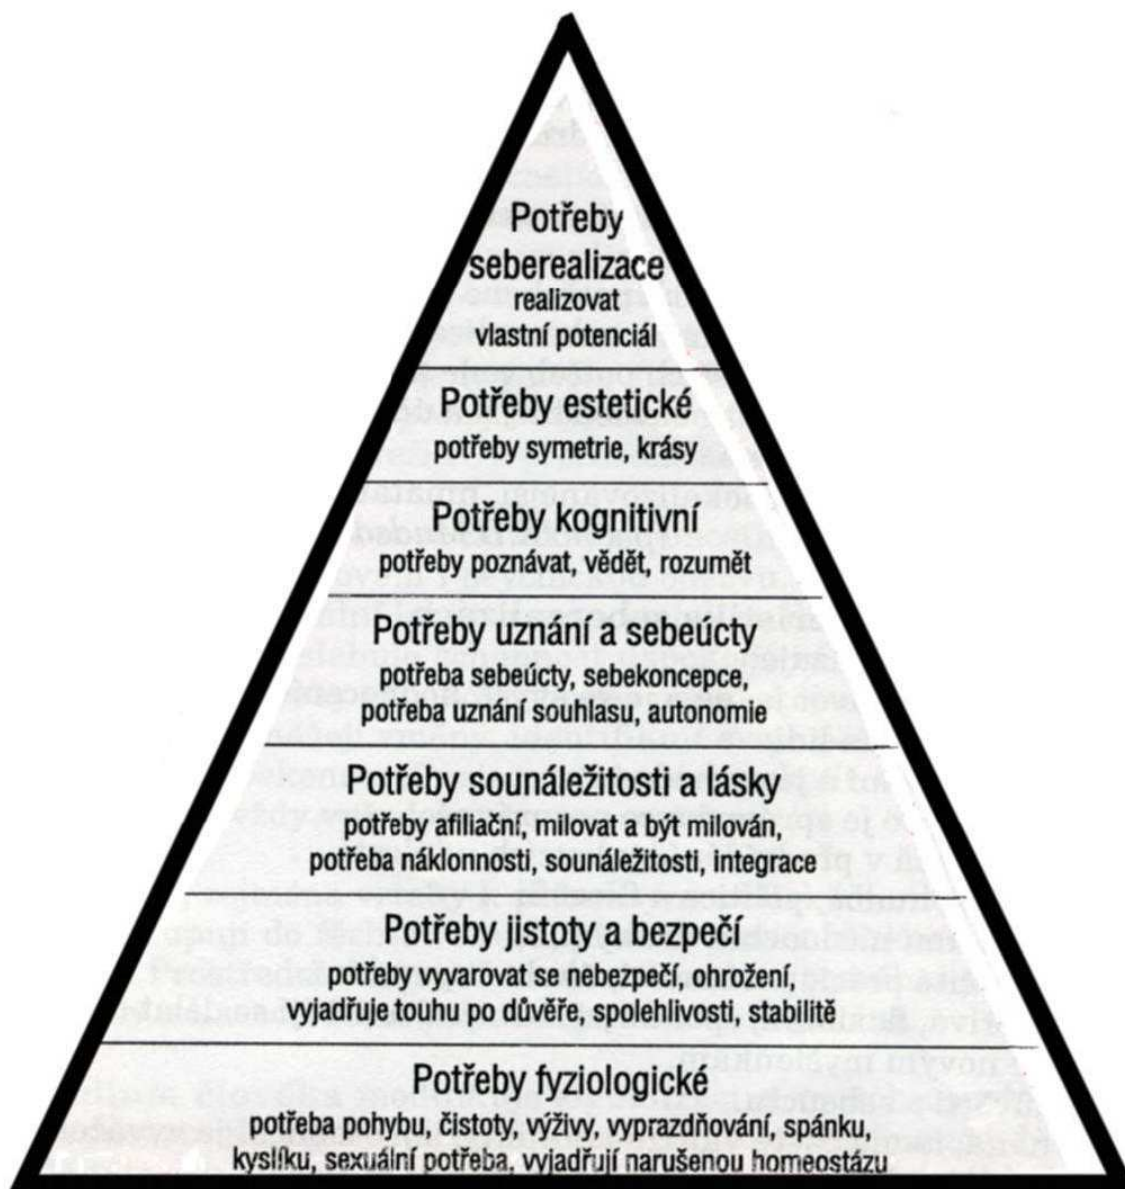 Potřeby
seberealizace
realizovat
vlastní potenciál
Potřeby estetické
potřeby symetrie, krásy
Potřeby kognitivní
potřeby poznávat, vědět, rozumět
Potřeby uznání a sebeúcty
potřeba sebeúcty, sebekoncepce,
potřeba uznání souhlasu, autonomie
Potřeby sounáležitosti a lásky
potřeby afiliační, milovat a být milován,
potřeba náklonnosti, sounáležitosti, integrace
Potřeby jistoty a bezpečí
potřeby vyvarovat se nebezpečí, ohrožení,
vyjadřuje touhu po důvěře, spolehlivosti, stabilitě
Potřeby fyziologické
potřeba pohybu, čistoty, výživy, vyprazdňování, spánku,
kyslíku, sexuální potřeba, vyjadřují narušenou homeostázu